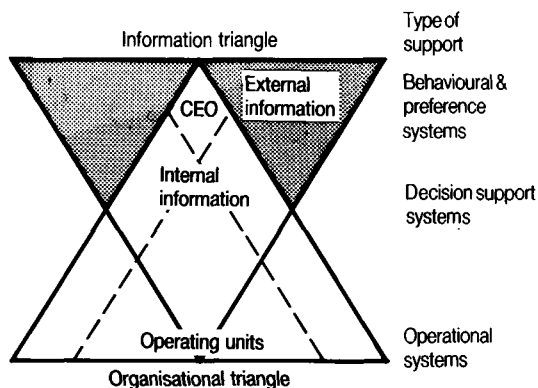 Information triangle
Type of
support
External
information
CEO
Behavioural &
preference
systems
Internal
information
Decision support
systems
Operating units
Operational
systems
Organisational triangle